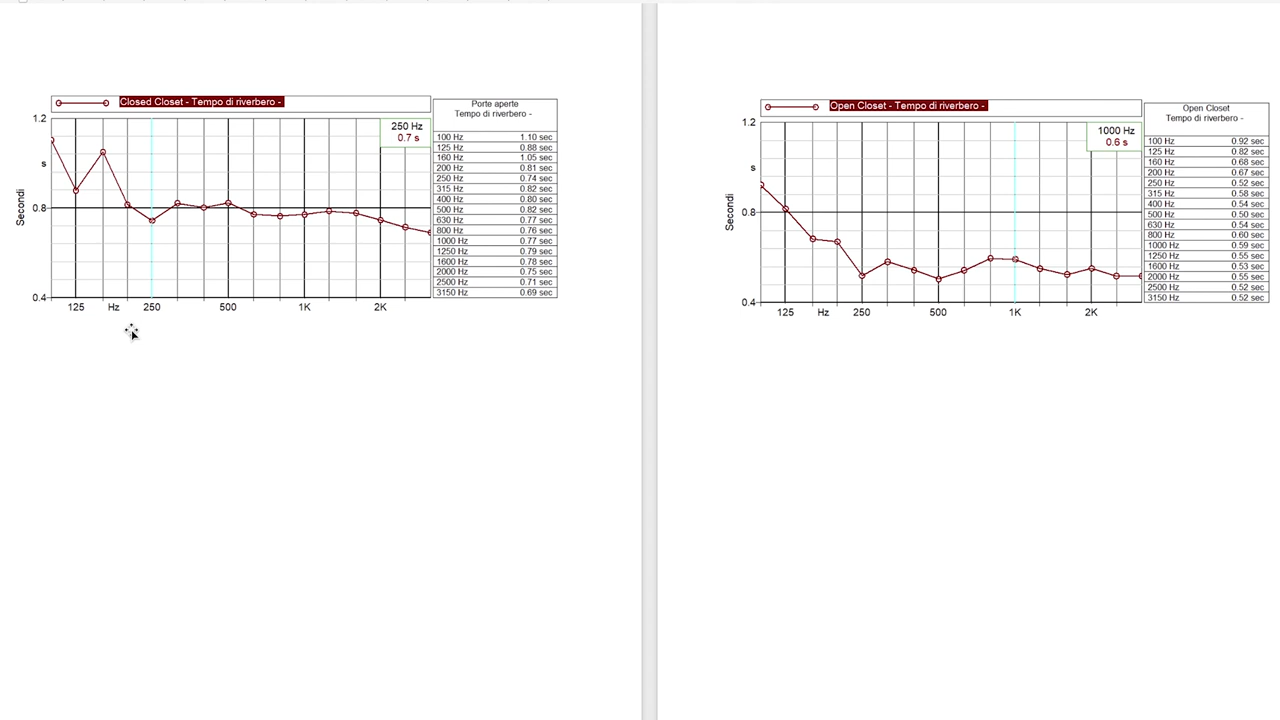 Closed Closet - Tempo di riverbero -
1.2
s
Secondi
0.8
0.4
250 Hz
0.7 s
125 Hz 250 500 1K 2K
Porte aperte
Tempo di riverbero -
100 Hz 1.10 sec
125 Hz 0.88 sec
160 Hz 1.05 sec
200 Hz 0.81 sec
250 Hz 0.74 sec
315 Hz 0.82 sec
400 Hz 0.80 sec
500 Hz 0.82 sec
630 Hz 0.77 sec
800 Hz 0.76 sec
1000 Hz 0.77 sec
1250 Hz 0.79 sec
1600 Hz 0.78 sec
2000 Hz 0.75 sec
2500 Hz 0.71 sec
3150 Hz 0.69 sec
Open Closet - Tempo di riverbero -
1.2
s
Secondi
0.8
0.4
1000 Hz
0.6 s
125 Hz 250 500 1K 2K
Open Closet
Tempo di riverbero -
100 Hz 0.92 sec
125 Hz 0.82 sec
160 Hz 0.68 sec
200 Hz 0.67 sec
250 Hz 0.52 sec
315 Hz 0.58 sec
400 Hz 0.54 sec
500 Hz 0.50 sec
630 Hz 0.54 sec
800 Hz 0.60 sec
1000 Hz 0.59 sec
1250 Hz 0.55 sec
1600 Hz 0.53 sec
2000 Hz 0.55 sec
2500 Hz 0.52 sec
3150 Hz 0.52 sec